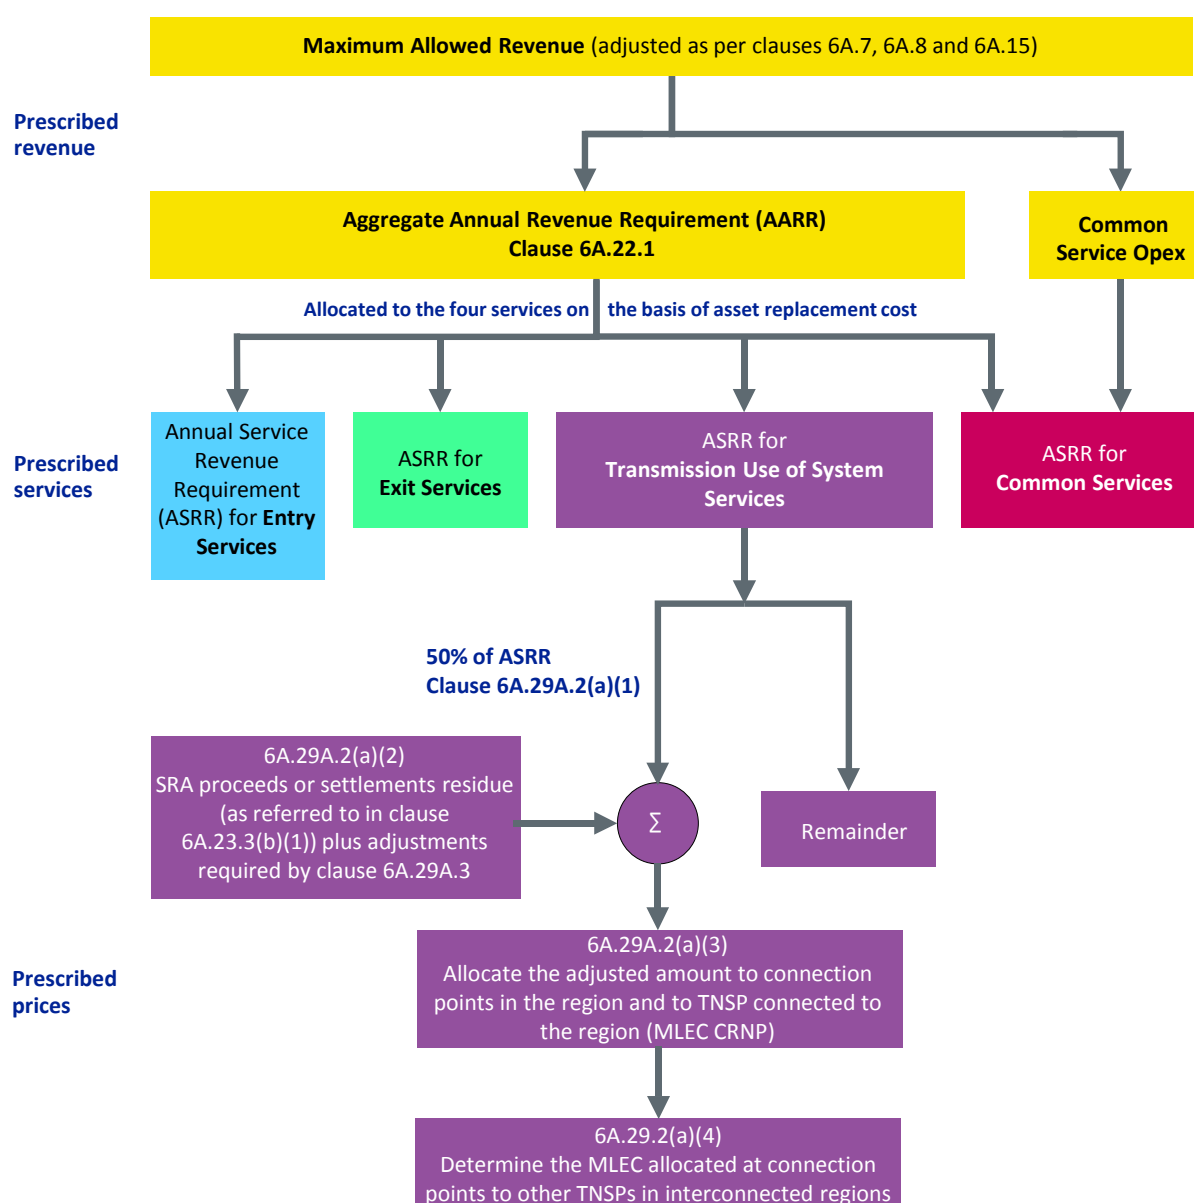 Maximum Allowed Revenue (adjusted as per clauses 6A.7, 6A.8 and 6A.15)
Prescribed
revenue
Aggregate Annual Revenue Requirement (AARR)
Clause 6A.22.1
Common
Service Opex
Allocated to the four services on the basis of asset replacement cost
Prescribed
services
Annual Service
Revenue
Requirement
(ASRR) for Entry
Services
ASRR for
Exit Services
ASRR for
Transmission Use of System
Services
ASRR for
Common Services
50% of ASRR
Clause 6A.29A.2(a)(1)
6A.29A.2(a)(2)
SRA proceeds or settlements residue
(as referred to in clause
6A.23.3(b)(1)) plus adjustments
required by clause 6A.29A.3
Σ
Remainder
Prescribed
prices
6A.29A.2(a)(3)
Allocate the adjusted amount to connection
points in the region and to TNSP connected to
the region (MLEC CRNP)
6A.29.2(a)(4)
Determine the MLEC allocated at connection
points to other TNSPs in interconnected regions